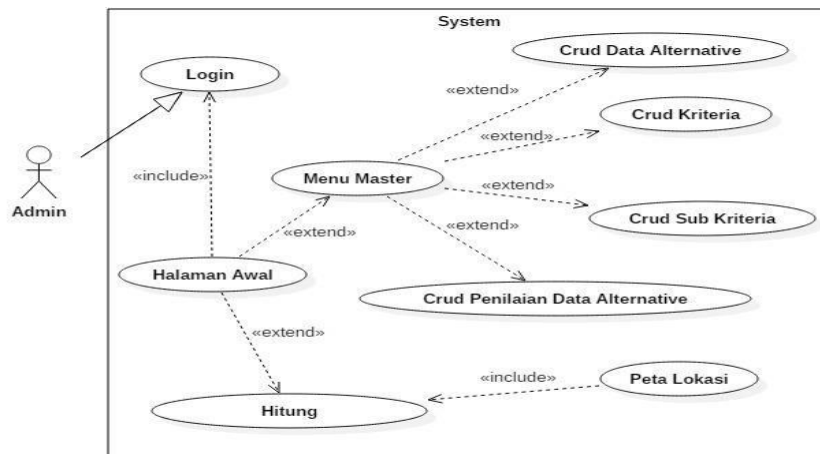 System
Login
Crud Data Alternative
«extend»
Crud Kriteria
«extend»
«include»
Menu Master
«extend»
Admin
Crud Sub Kriteria
«extend»
«extend»
Halaman Awal
Crud Penilaian Data Alternative
«extend»
«include»
Peta Lokasi
Hitung